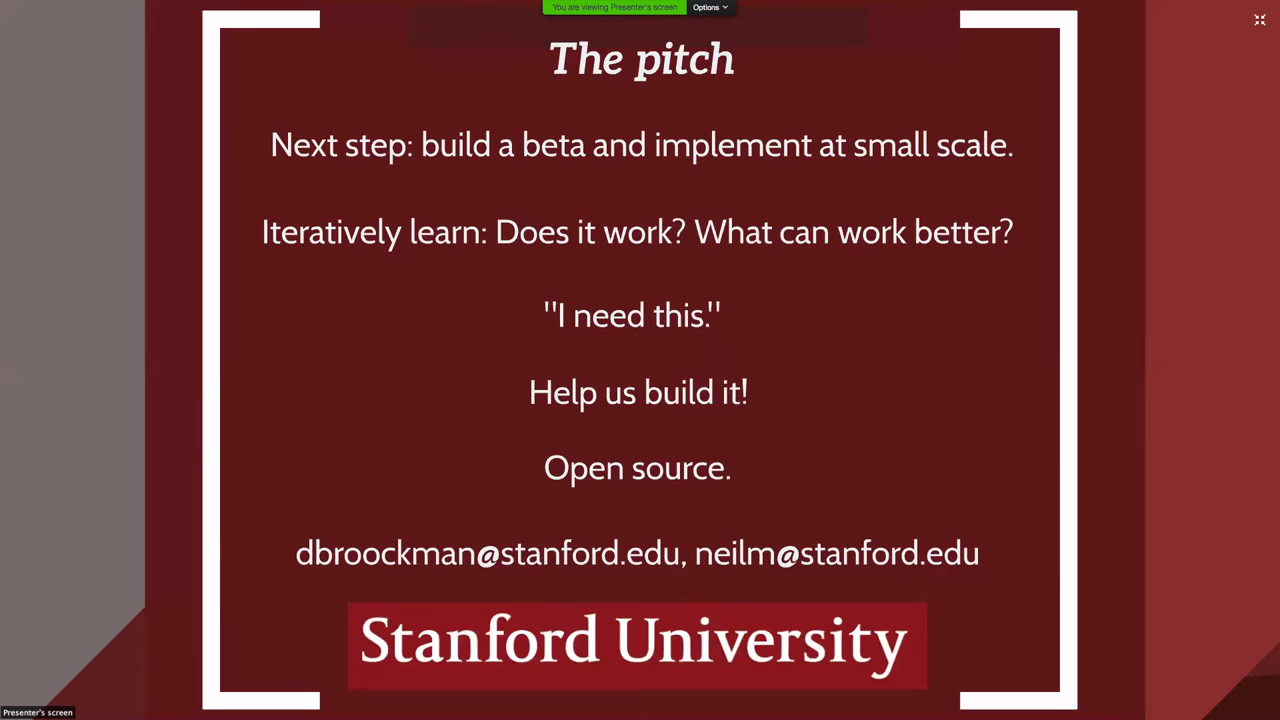 You are viewing Presenter's screen Options
The pitch
Next step: build a beta and implement at small scale.
Iteratively learn: Does it work? What can work better?
"I need this."
Help us build it!
Open source.
dbroockman@stanford.edu, neilm@stanford.edu
Stanford University
Presenter's screen